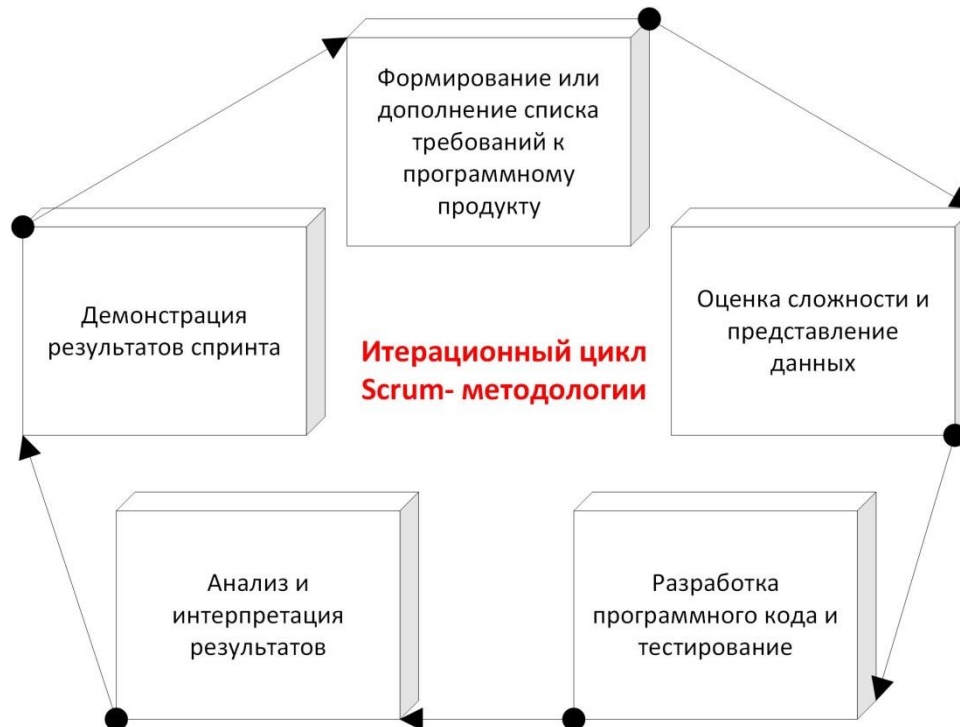 Формирование или
дополнение списка
требований к
программному
продукту
Демонстрация
результатов спринта
Оценка сложности и
представление
данных
Итерационный цикл
Scrum- методологии
Анализ и
интерпретация
результатов
Разработка
программного кода и
тестирование